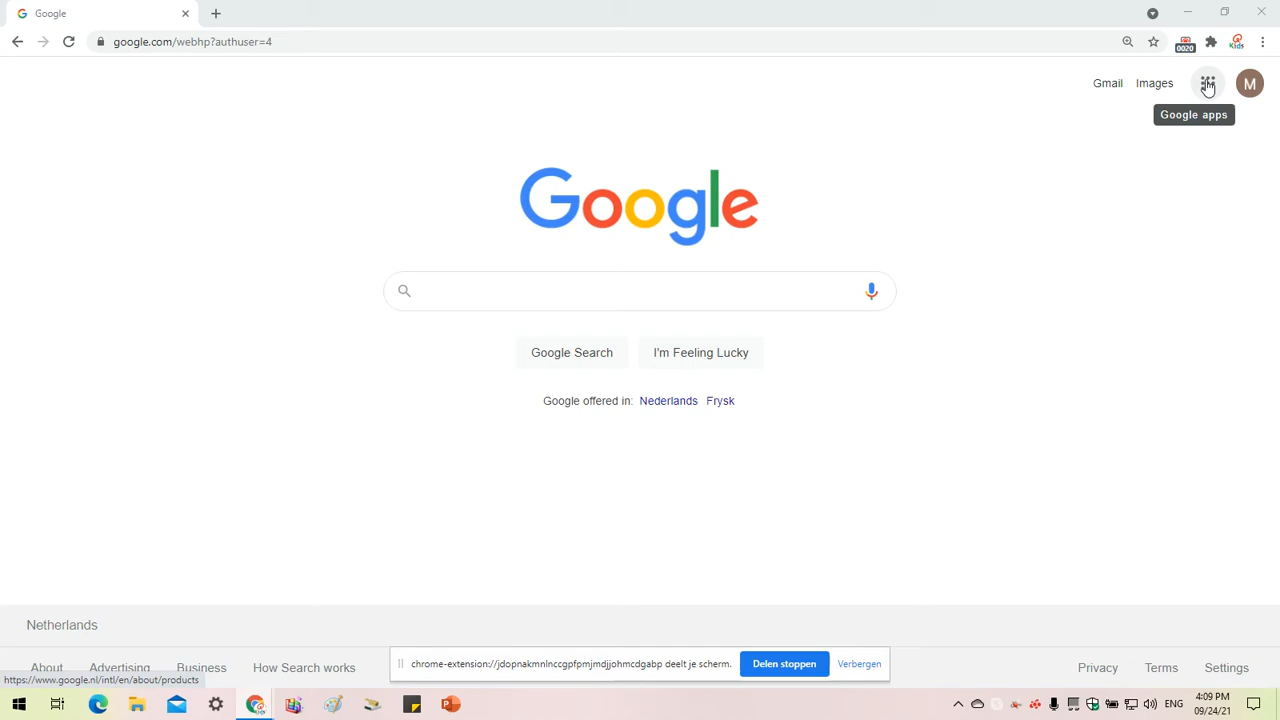 Google
google.com/webhp?authuser=4
0020
Kids
Gmail Images M
Google apps
Google
Google Search I'm Feeling Lucky
Google offered in: Nederlands Frysk
Netherlands
About Advertising Business How Search works Privacy Terms Settings
chrome-extension://jdopnakmnlnccgpfpmjmdjjohmcdgabp deelt je scherm. Delen stoppen Verbergen
https://www.google.nl/intl/en/about/products
ENG
4:09 PM
09/24/21